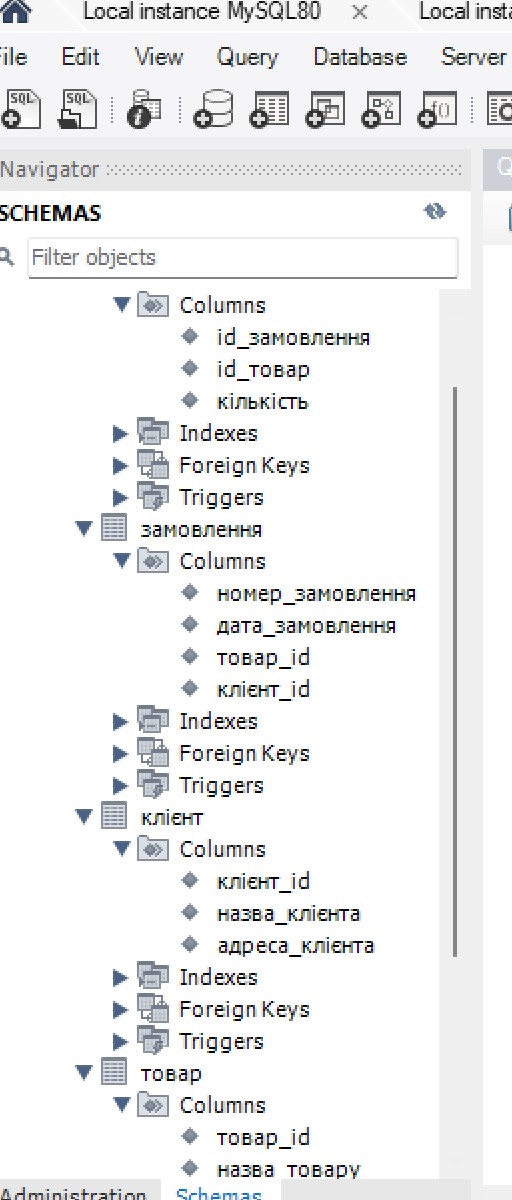 Local instance MySQL80 × Local
File Edit View Query Database Server
Navigator
SCHEMAS
Filter objects
Columns
id_замовлення
id_товар
кількість
Indexes
Foreign Keys
Triggers
замовлення
Columns
номер_замовлення
дата_замовлення
товар_id
клієнт_id
Indexes
Foreign Keys
Triggers
клієнт
Columns
клієнт_id
назва_клієнта
адреса_клієнта
Indexes
Foreign Keys
Triggers
товар
Columns
товар_id
назва_товару
Administration Schemas